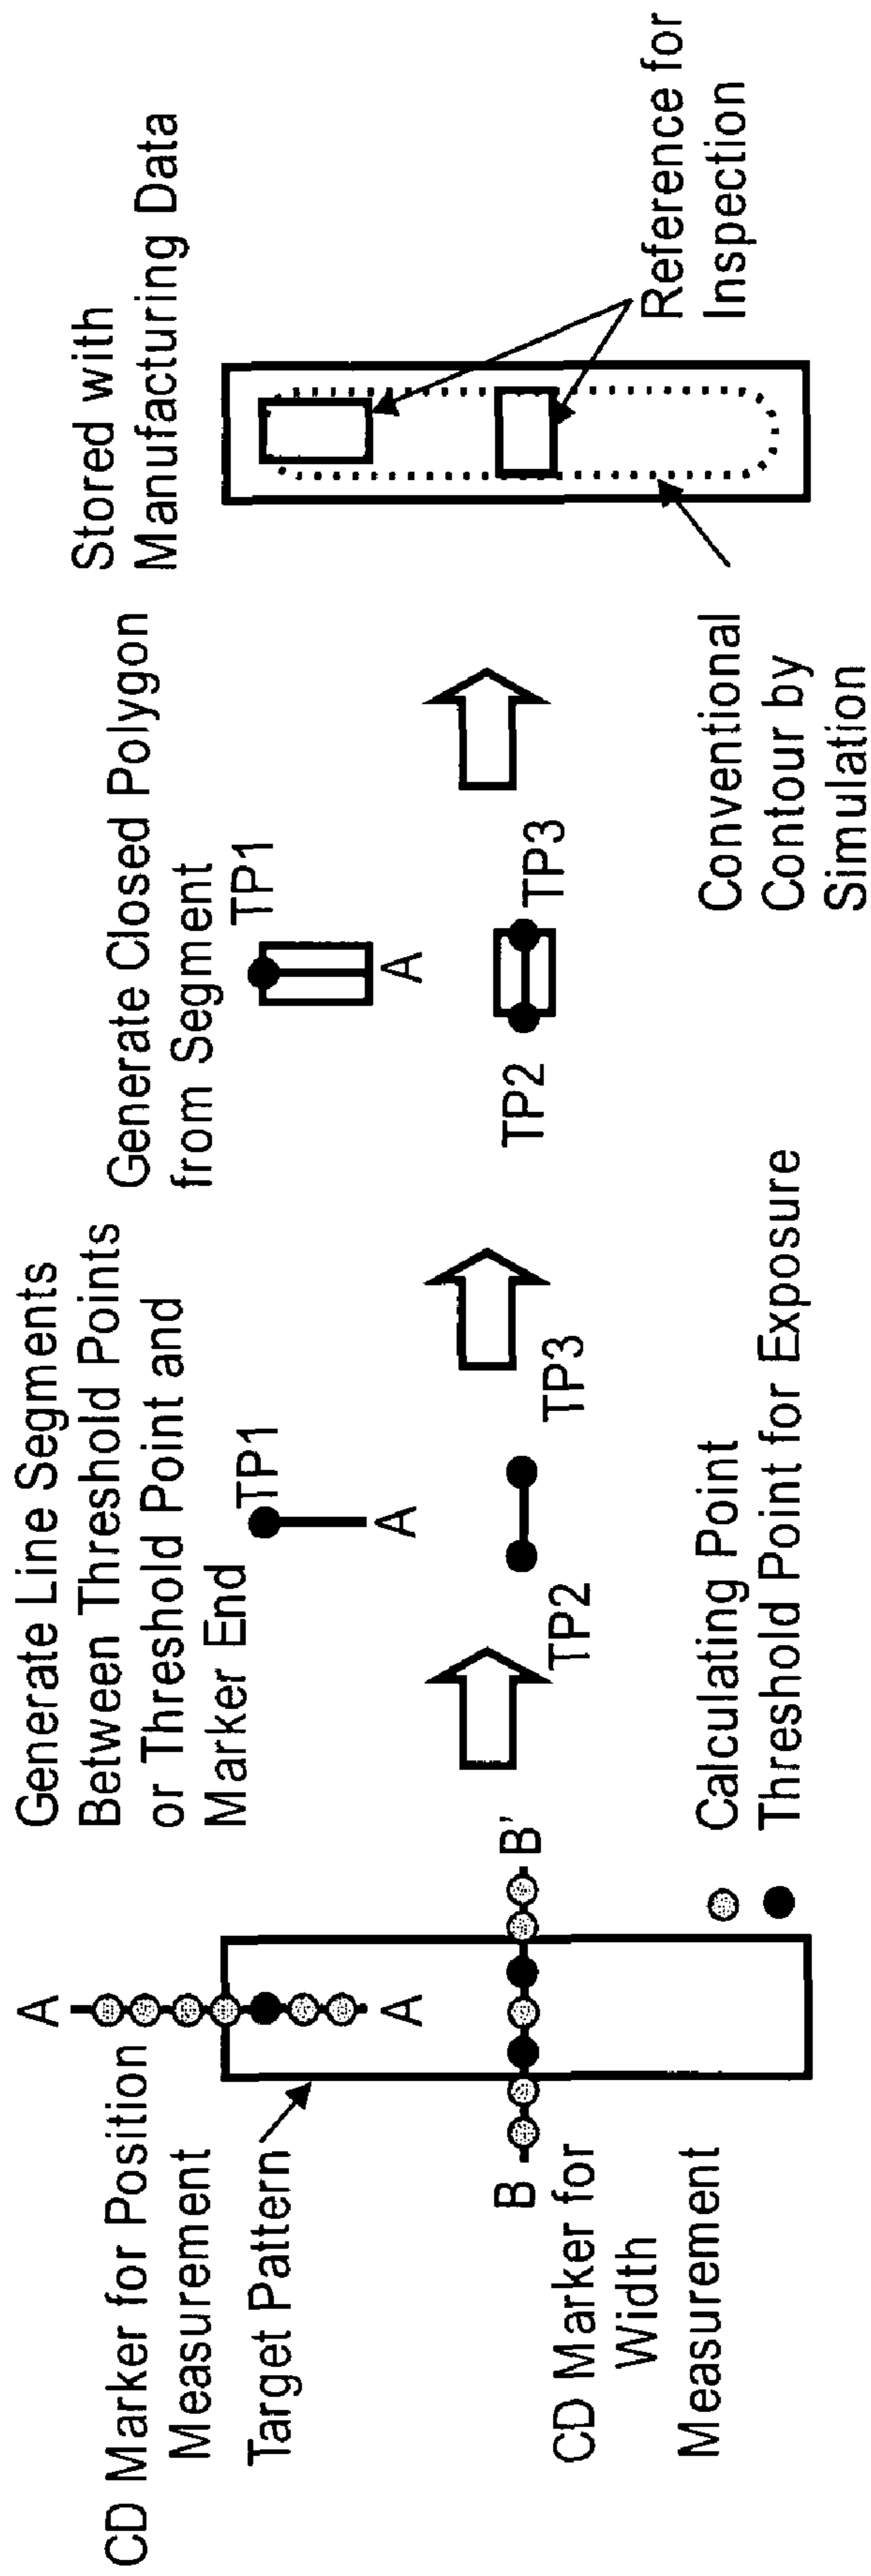 CD Marker for Position
Measurement
Target Pattern
A
A
B
B'
CD Marker for
Width
Measurement
Generate Line Segments
Between Threshold Points
or Threshold Point and
Marker End
TP1
A
TP2
TP3
Calculating Point
Threshold Point for Exposure
Generate Closed Polygon
from Segment
TP1
A
TP2
TP3
Stored with
Manufacturing Data
Conventional
Contour by
Simulation
Reference for
Inspection